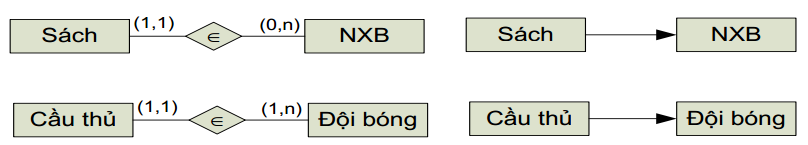 Sách (1,1) ∈ (0,n) NXB Sách NXB
Cầu thủ (1,1) ∈ (1,n) Đội bóng Cầu thủ Đội bóng